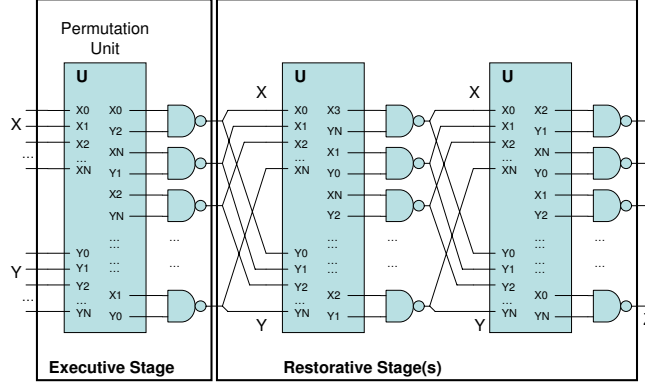 Permutation
Unit
U
X0 X0
X1 Y2
X2 XN
...
XN Y1
X2
YN
...
Y0 ...
Y1 ...
Y2
... X1
YN Y0
X
...
Y
...
...
...
Executive Stage
X
Y
U
X0 X3
X1 YN
X2 X1
...
XN Y0
XN
Y2
...
Y0 ...
Y1 ...
Y2
... X2
YN Y1
...
...
X
Y
U
X0 X2
X1 Y1
X2 XN
...
XN Y0
X1
Y2
...
Y0 ...
Y1 ...
Y2
... X0
YN YN
...
...
Z
Restorative Stage(s)